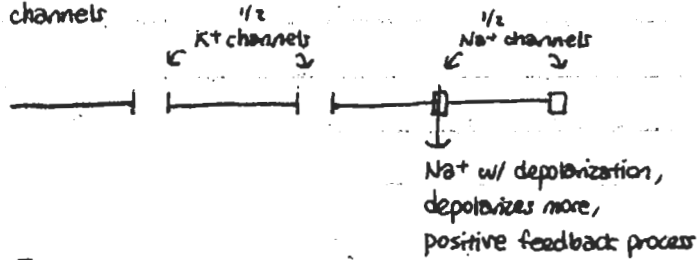 channels
1/2
K+ channels
1/2
Na+ channels
Na+ w/ depolarization,
depolarizes more,
positive feedback process